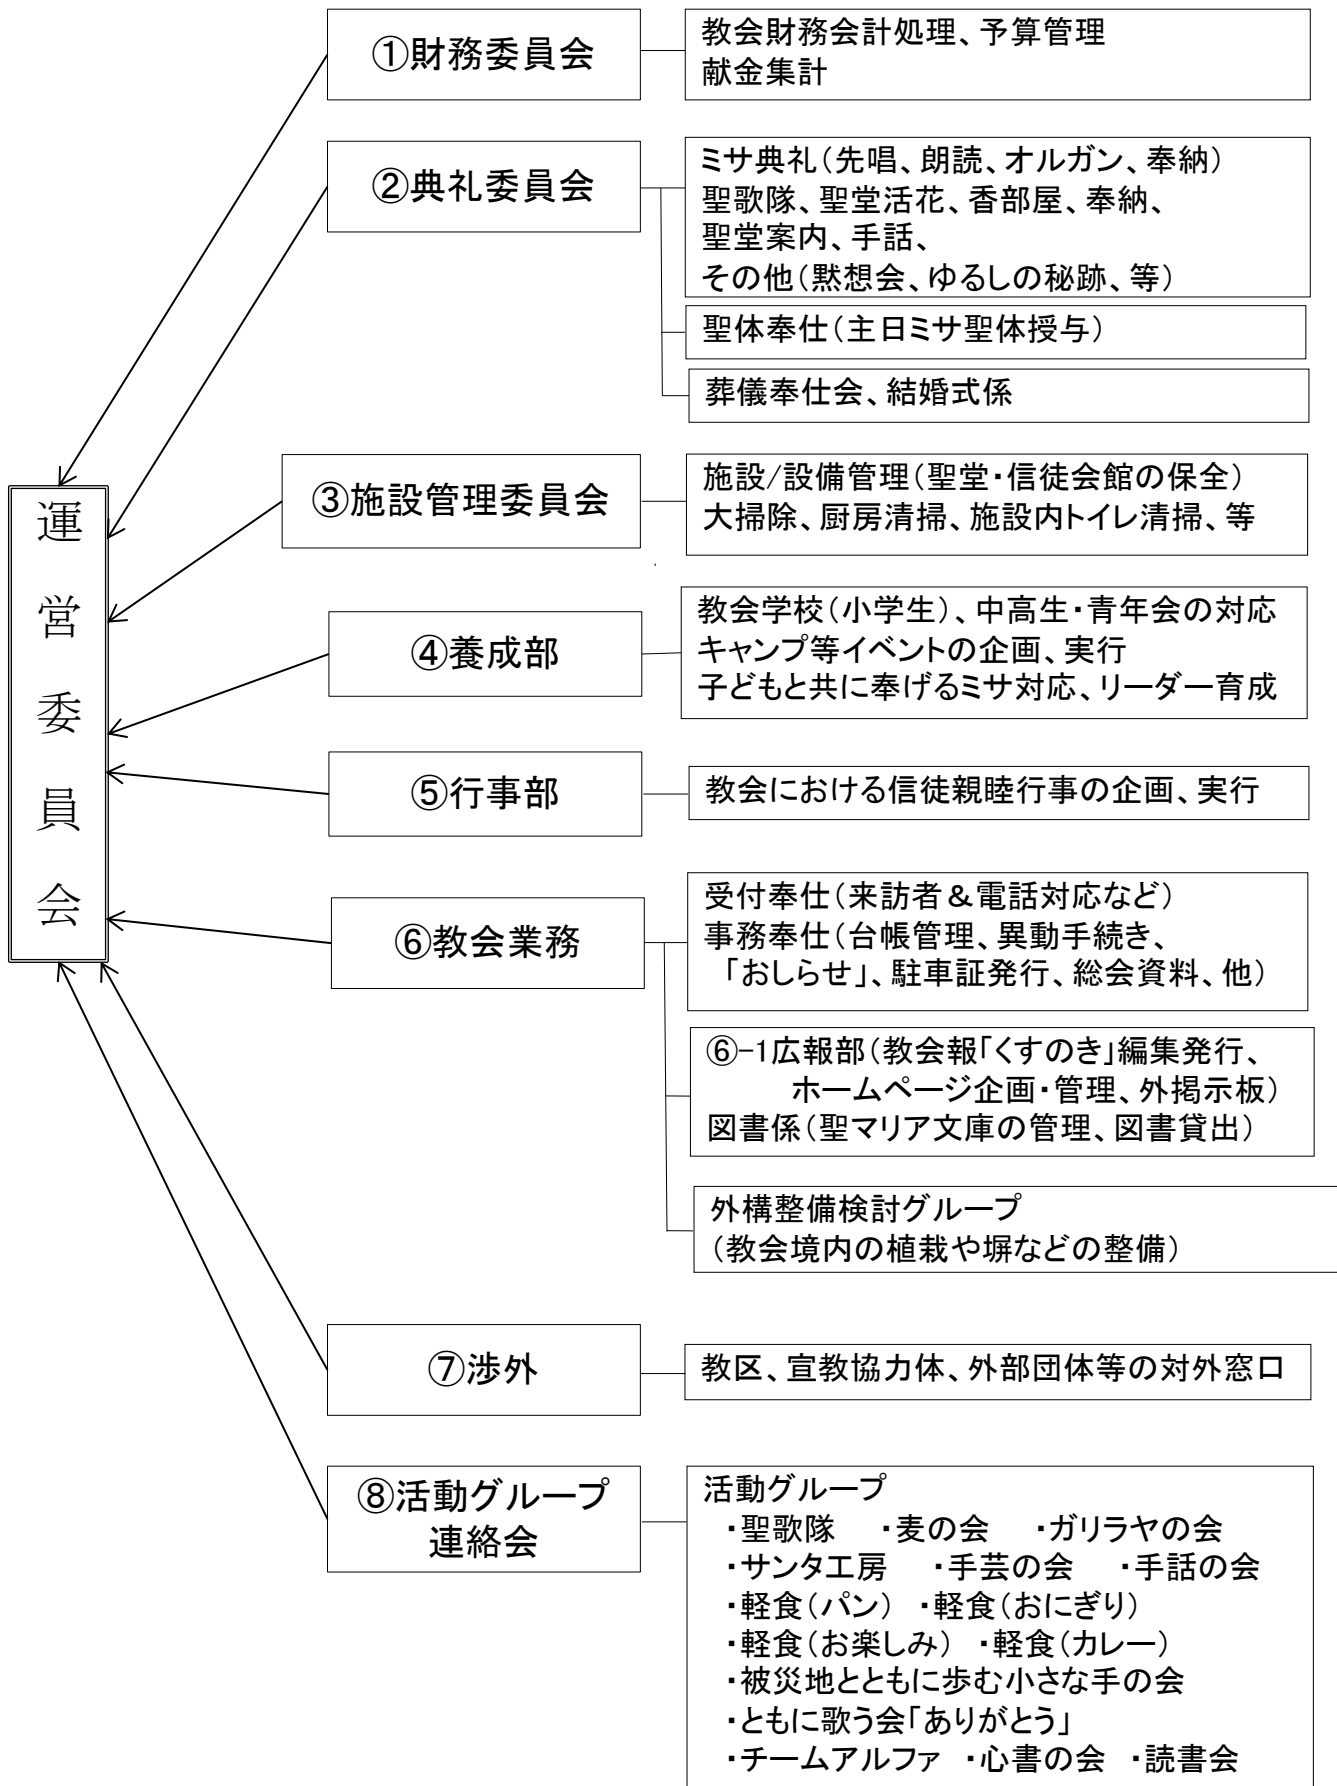 運営委員会
①財務委員会
教会財務会計処理、予算管理
献金集計
②典礼委員会
ミサ典礼(先唱、朗読、オルガン、奉納)
聖歌隊、聖堂活花、香部屋、奉納、
聖堂案内、手話、
その他(黙想会、ゆるしの秘跡、等)
聖体奉仕(主日ミサ聖体授与)
葬儀奉仕会、結婚式係
③施設管理委員会
施設/設備管理(聖堂・信徒会館の保全)
大掃除、厨房清掃、施設内トイレ清掃、等
④養成部
教会学校(小学生)、中高生・青年会の対応
キャンプ等イベントの企画、実行
子どもと共に奉げるミサ対応、リーダー育成
⑤行事部
教会における信徒親睦行事の企画、実行
⑥教会業務
受付奉仕(来訪者&電話対応など)
事務奉仕(台帳管理、異動手続き、
「おしらせ」、駐車証発行、総会資料、他)
⑥-1広報部(教会報「くすのき」編集発行、
ホームページ企画・管理、外掲示板)
図書係(聖マリア文庫の管理、図書貸出)
外構整備検討グループ
(教会境内の植栽や塀などの整備)
⑦渉外
教区、宣教協力体、外部団体等の対外窓口
⑧活動グループ
連絡会
活動グループ
・聖歌隊 ・麦の会 ・ガリラヤの会
・サンタ工房 ・手芸の会 ・手話の会
・軽食(パン) ・軽食(おにぎり)
・軽食(お楽しみ) ・軽食(カレー)
・被災地とともに歩む小さな手の会
・ともに歌う会「ありがとう」
・チームアルファ ・心書の会 ・読書会